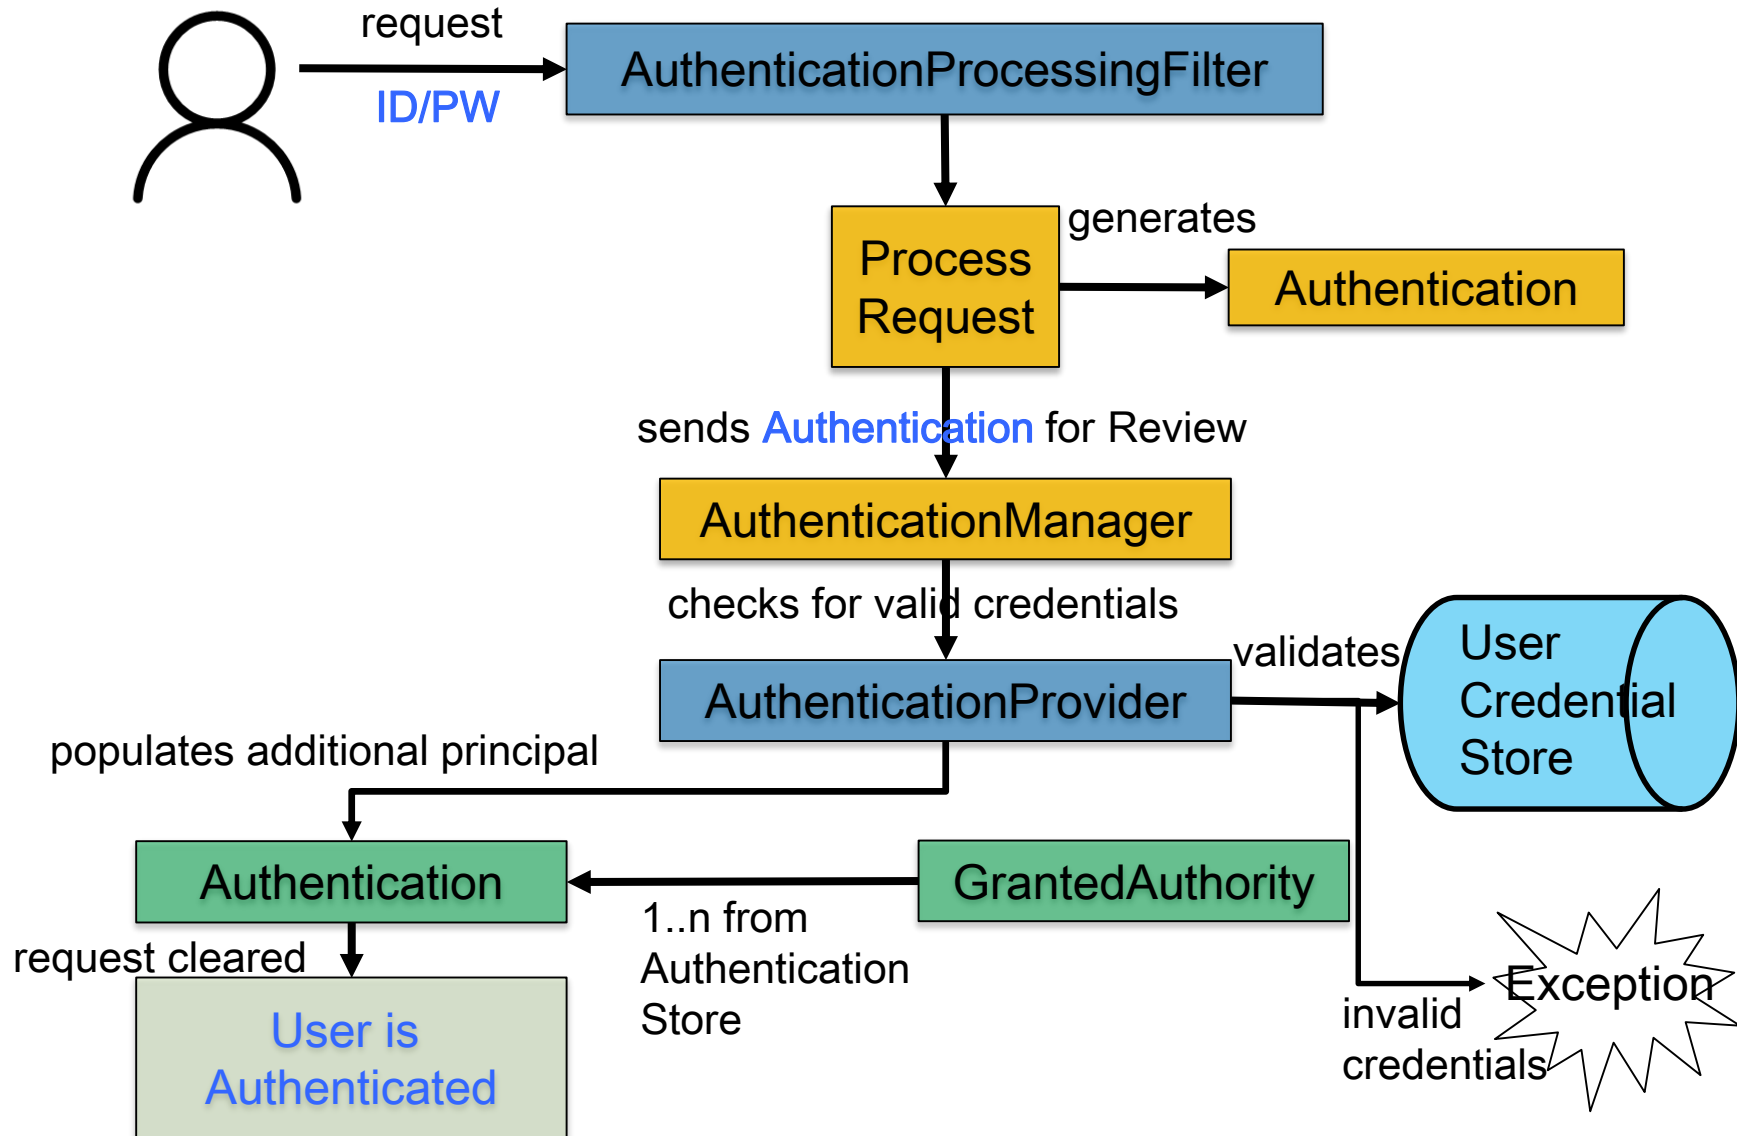 request
ID/PW
AuthenticationProcessingFilter
Process
Request
generates
Authentication
sends Authentication for Review
AuthenticationManager
checks for valid credentials
AuthenticationProvider
validates
User
Credential
Store
populates additional principal
Authentication
GrantedAuthority
1..n from
Authentication
Store
request cleared
User is
Authenticated
Exception
invalid
credentials